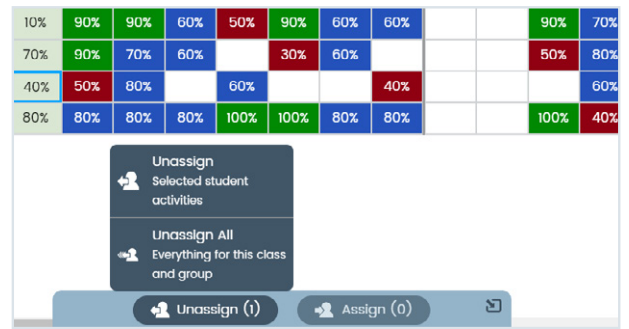 10% 90% 90% 60% 50% 90% 60% 60% 90% 70%
70% 90% 70% 60% 30% 60% 50% 80%
40% 50% 80% 60% 40% 60%
80% 80% 80% 80% 100% 100% 80% 80% 100% 40%
Unassign
Selected student
activities
Unassign All
Everything for this class
and group
Unassign (1) Assign (0)